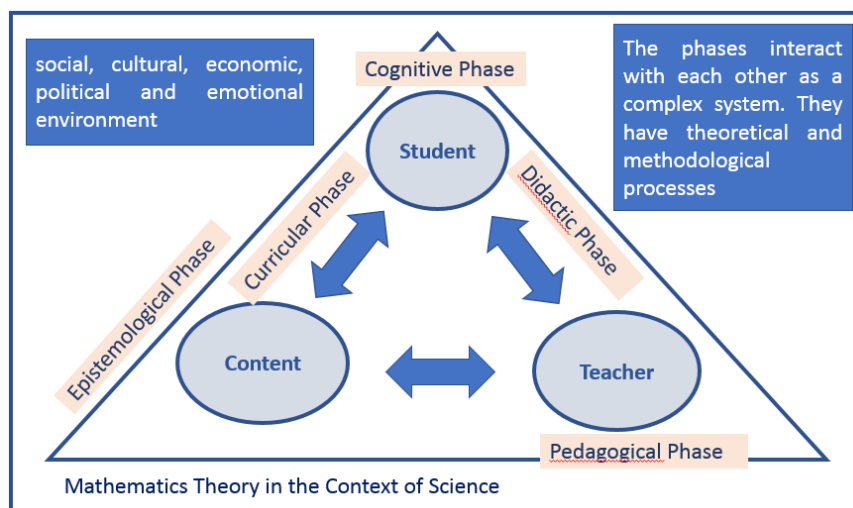 social, cultural, economic,
political and emotional
environment
The phases interact
with each other as a
complex system. They
have theoretical and
methodological
processes
Cognitive Phase
Student
Curricular Phase
Didactic Phase
Epistemological Phase
Content
Teacher
Pedagogical Phase
Mathematics Theory in the Context of Science